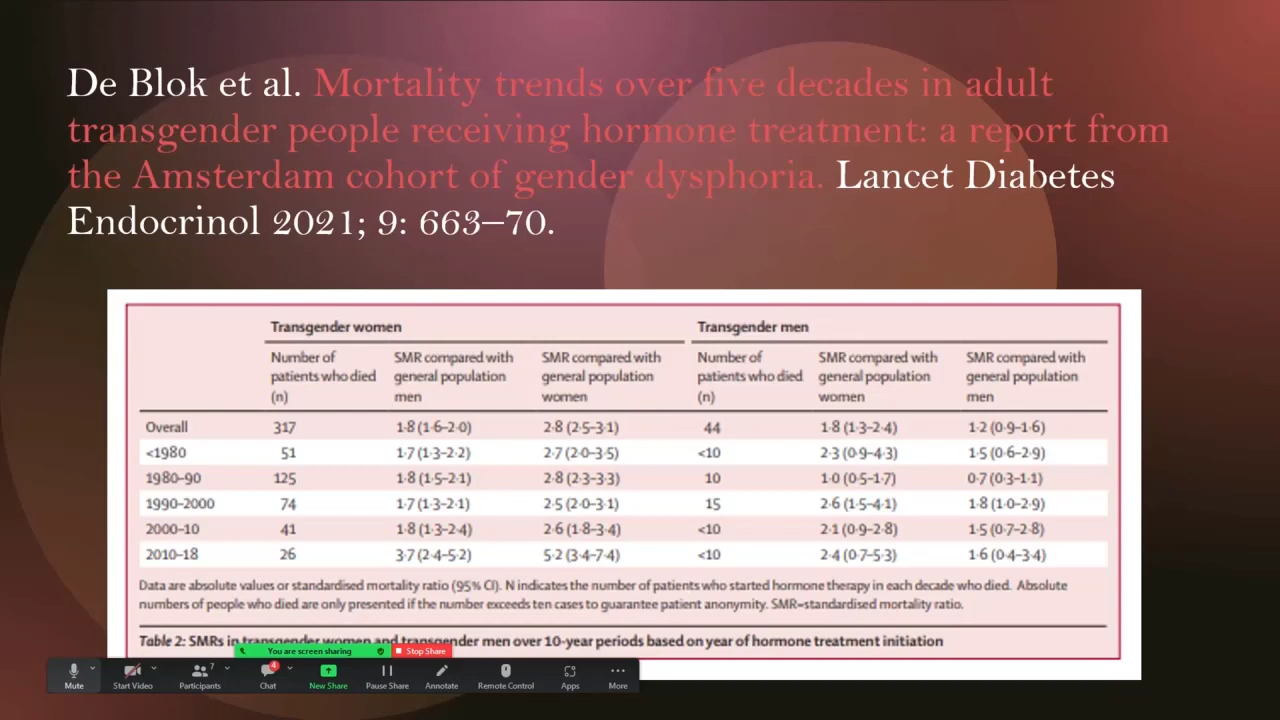 De Blok et al. Mortality trends over five decades in adult
transgender people receiving hormone treatment: a report from
the Amsterdam cohort of gender dysphoria. Lancet Diabetes
Endocrinol 2021; 9: 663–70.
Transgender women Transgender men
Number of patients who died (n) SMR compared with general population men SMR compared with general population women Number of patients who died (n) SMR compared with general population women SMR compared with general population men
Overall 317 1·8 (1·6–2·0) 2·8 (2·5–3·1) 44 1·8 (1·3–2·4) 1·2 (0·9–1·6)
<1980 51 1·7 (1·3–2·2) 2·7 (2·0–3·5) <10 2·3 (0·9–4·3) 1·5 (0·6–2·9)
1980–90 125 1·8 (1·5–2·1) 2·8 (2·3–3·3) 10 1·0 (0·5–1·7) 0·7 (0·3–1·1)
1990–2000 74 1·7 (1·3–2·1) 2·5 (2·0–3·1) 15 2·6 (1·5–4·1) 1·8 (1·0–2·9)
2000–10 41 1·8 (1·3–2·4) 2·6 (1·8–3·4) <10 2·1 (0·9–2·8) 1·5 (0·7–2·8)
2010–18 26 3·7 (2·4–5·2) 5·2 (3·4–7·4) <10 2·4 (0·7–5·3) 1·6 (0·4–3·4)
Data are absolute values or standardised mortality ratio (95% CI). N indicates the number of patients who started hormone therapy in each decade who died. Absolute
numbers of people who died are only presented if the number exceeds ten cases to guarantee patient anonymity. SMR=standardised mortality ratio.
Table 2: SMRs in transgender women and transgender men over 10-year periods based on year of hormone treatment initiation
You are screen sharing Stop Share
7 4
Mute Start Video Participants Chat New Share Pause Share Annotate Remote Control Apps More